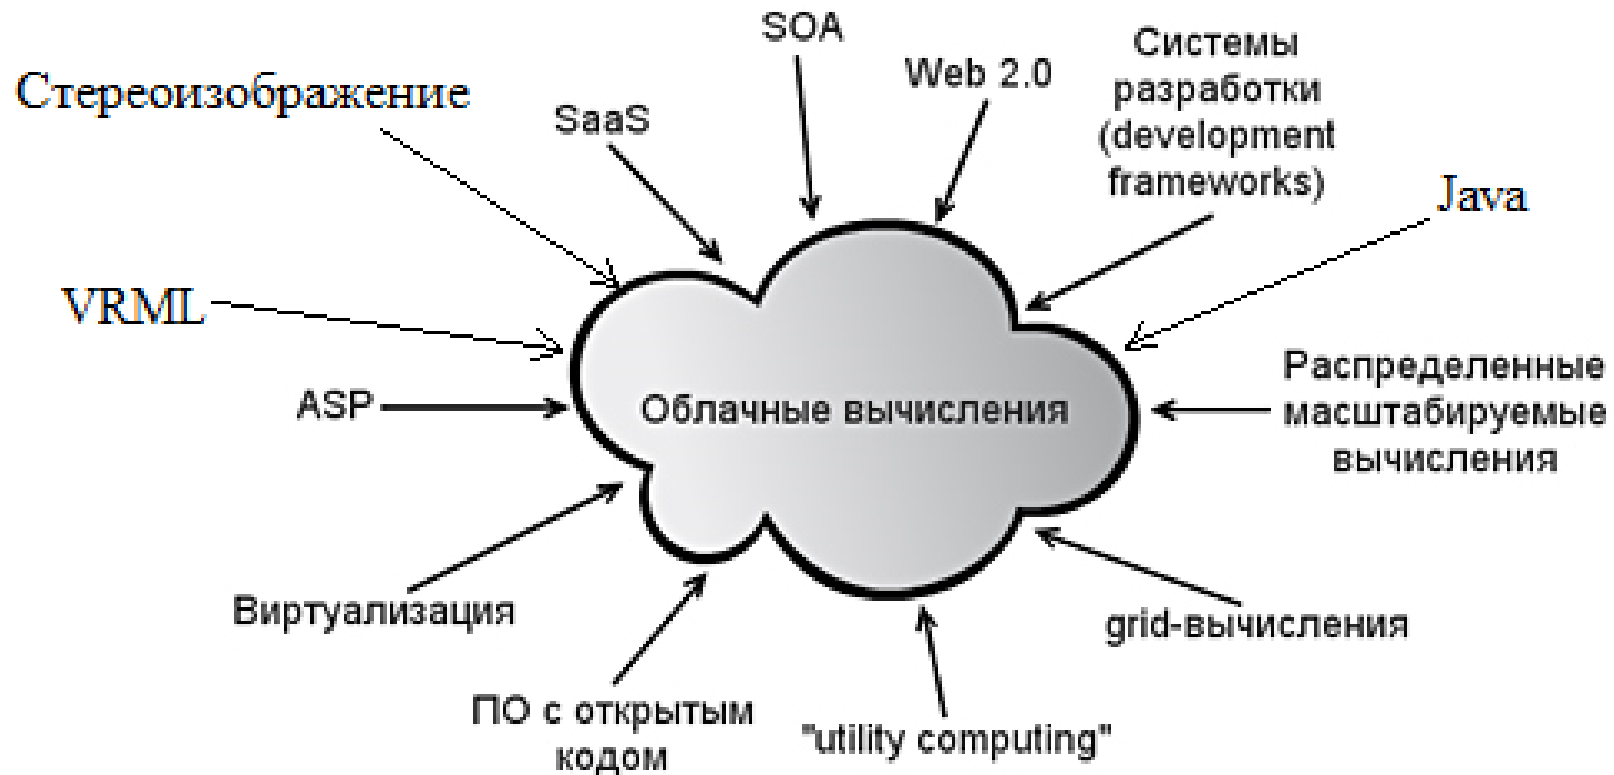 SOA
Web 2.0
Системы
разработки
(development
frameworks)
Стереоизображение
SaaS
Java
VRML
ASP
Облачные вычисления
Распределенные
масштабируемые
вычисления
Виртуализация
grid-вычисления
ПО с открытым
кодом
"utility computing"